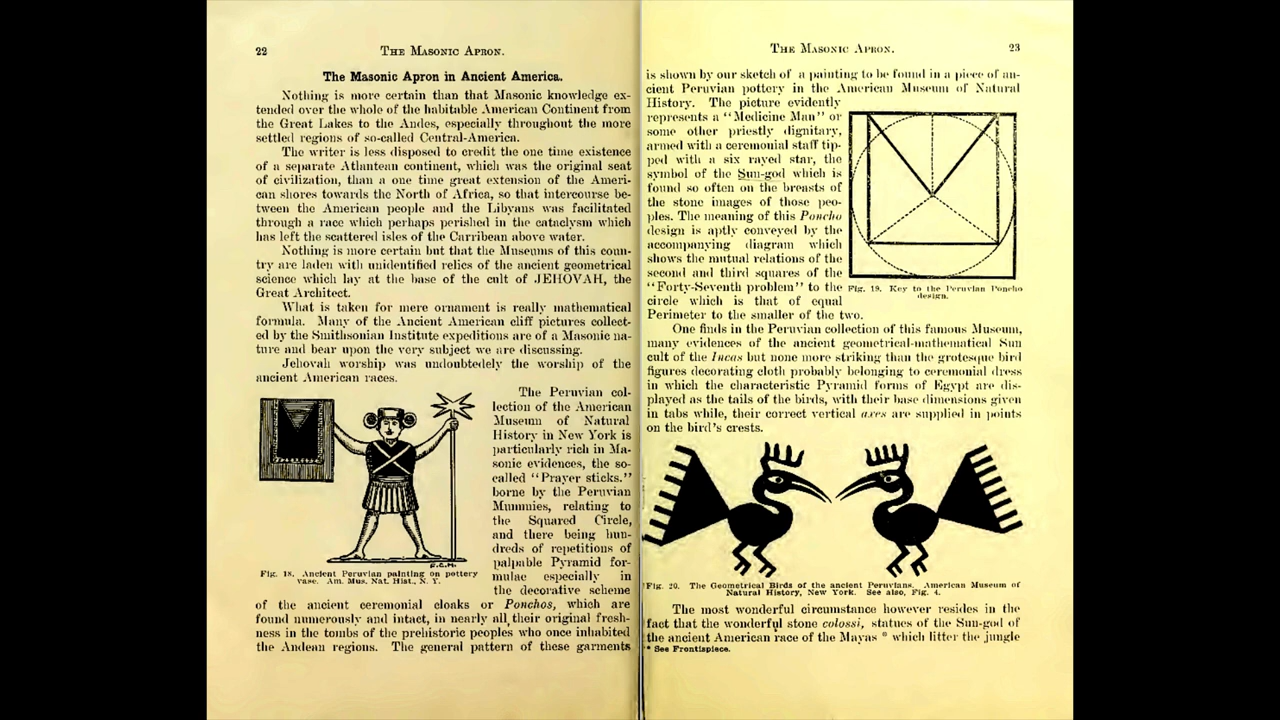 22
THE MASONIC APRON.
The Masonic Apron in Ancient America.
Nothing is more certain than that Masonic knowledge ex-
tended over the whole of the habitable American Continent from
the Great Lakes to the Andes, especially throughout the more
settled regions of so-called Central-America.
The writer is less disposed to credit the one time existence
of a separate Atlantean continent, which was the original seat
of civilization, than a one time great extension of the Ameri-
can shores towards the North of Africa, so that intercourse be-
tween the American people and the Libyans was facilitated
through a race which perhaps perished in the cataclysm which
has left the scattered isles of the Carribean above water.
Nothing is more certain but that the Museums of this coun-
try are laden with unidentified relics of the ancient geometrical
science which lay at the base of the cult of JEHOVAH, the
Great Architect.
What is taken for mere ornament is really mathematical
formula. Many of the Ancient American cliff pictures collect-
ed by the Smithsonian Institute expeditions are of a Masonic na-
ture and bear upon the very subject we are discussing.
Jehovah worship was undoubtedely the worship of the
ancient American races.
The Peruvian col-
lection of the American
Museum of Natural
History in New York is
particularly rich in Ma-
sonic evidences, the so-
called "Prayer sticks."
borne by the Peruvian
Mummies, relating to
the Squared Circle,
and there being hun-
dreds of repetitions of
palpable Pyramid for-
mulae especially in
the decorative scheme
F.C.H.
Fig. 18. Ancient Peruvian painting on pottery
vase. Am. Mus. Nat. Hist., N. Y.
of the ancient ceremonial cloaks or Ponchos, which are
found numerously and intact, in nearly all their original fresh-
ness in the tombs of the prehistoric peoples who once inhabited
the Andean regions. The general pattern of these garments
THE MASONIC APRON.
23
is shown by our sketch of a painting to be found in a piece of an-
cient Peruvian pottery in the American Museum of Natural
History. The picture evidently
represents a "Medicine Man" or
some other priestly dignitary,
armed with a ceremonial staff tip-
ped with a six rayed star, the
symbol of the Sun-god which is
found so often on the breasts of
the stone images of those peo-
ples. The meaning of this Poncho
design is aptly conveyed by the
accompanying diagram which
shows the mutual relations of the
second and third squares of the
"Forty-Seventh problem" to the
circle which is that of equal
Perimeter to the smaller of the two.
Fig. 19. Key to the Peruvian Poncho
design.
One finds in the Peruvian collection of this famous Museum,
many evidences of the ancient geometrical-mathematical Sun
cult of the Incas but none more striking than the grotesque bird
figures decorating cloth probably belonging to ceremonial dress
in which the characteristic Pyramid forms of Egypt are dis-
played as the tails of the birds, with their base dimensions given
in tabs while, their correct vertical axes are supplied in points
on the bird's crests.
Fig. 20. The Geometrical Birds of the ancient Peruvians. American Museum of
Natural History, New York. See also, Fig. 4.
The most wonderful circumstance however resides in the
fact that the wonderful stone colossi, statues of the Sun-god of
the ancient American race of the Mayas * which litter the jungle
* See Frontispiece.